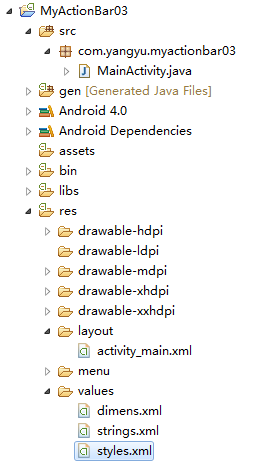 MyActionBar03
src
com.yangyu.myactionbar03
MainActivity.java
gen [Generated Java Files]
Android 4.0
Android Dependencies
assets
bin
libs
res
drawable-hdpi
drawable-ldpi
drawable-mdpi
drawable-xhdpi
drawable-xxhdpi
layout
activity_main.xml
menu
values
dimens.xml
strings.xml
styles.xml